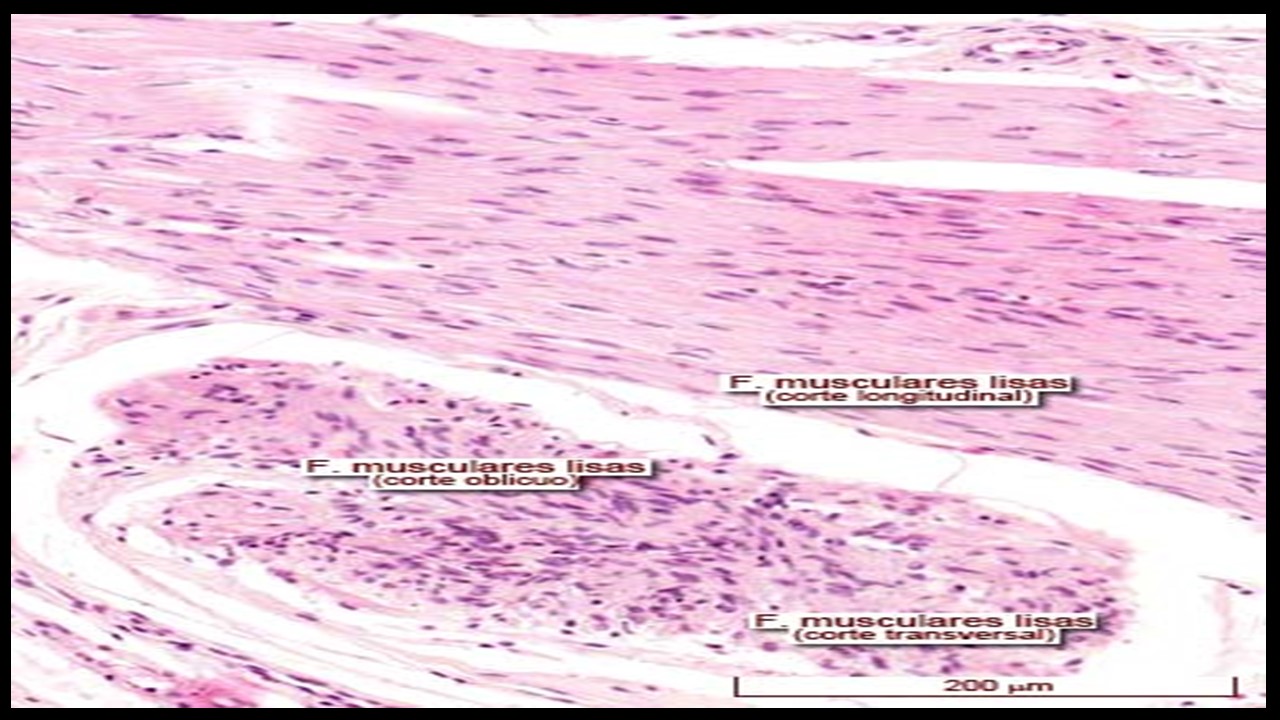 F. musculares lisas
(corte longitudinal)
F. musculares lisas
(corte oblicuo)
F. musculares lisas
(corte transversal)
200 µm